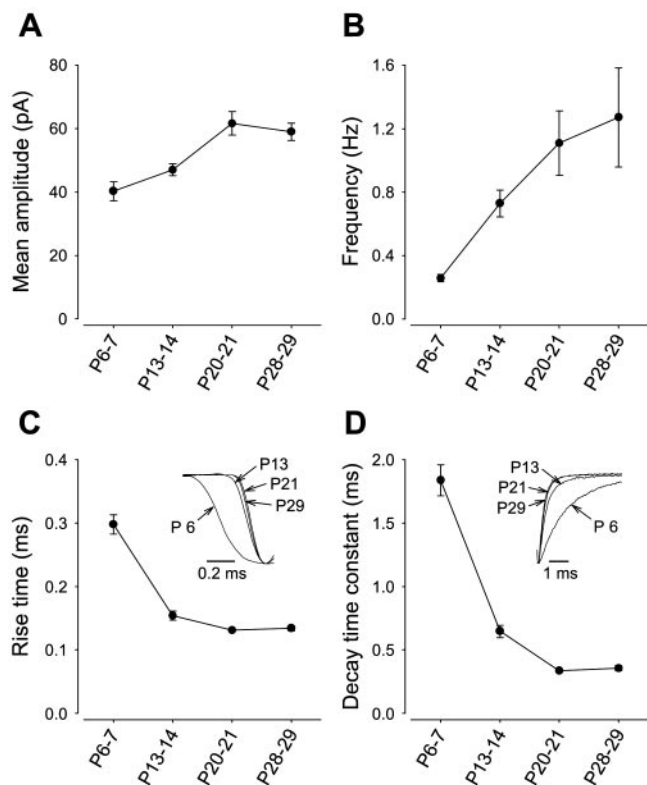 A
Mean amplitude (pA)
80
60
40
20
0
P6-7
P13-14
P20-21
P28-29
B
Frequency (Hz)
1.6
1.2
0.8
0.4
0.0
P6-7
P13-14
P20-21
P28-29
C
Rise time (ms)
0.4
0.3
0.2
0.1
0.0
P13
P21
P29
P 6
0.2 ms
P6-7
P13-14
P20-21
P28-29
D
Decay time constant (ms)
2.0
1.5
1.0
0.5
0.0
P13
P21
P29
P 6
1 ms
P6-7
P13-14
P20-21
P28-29